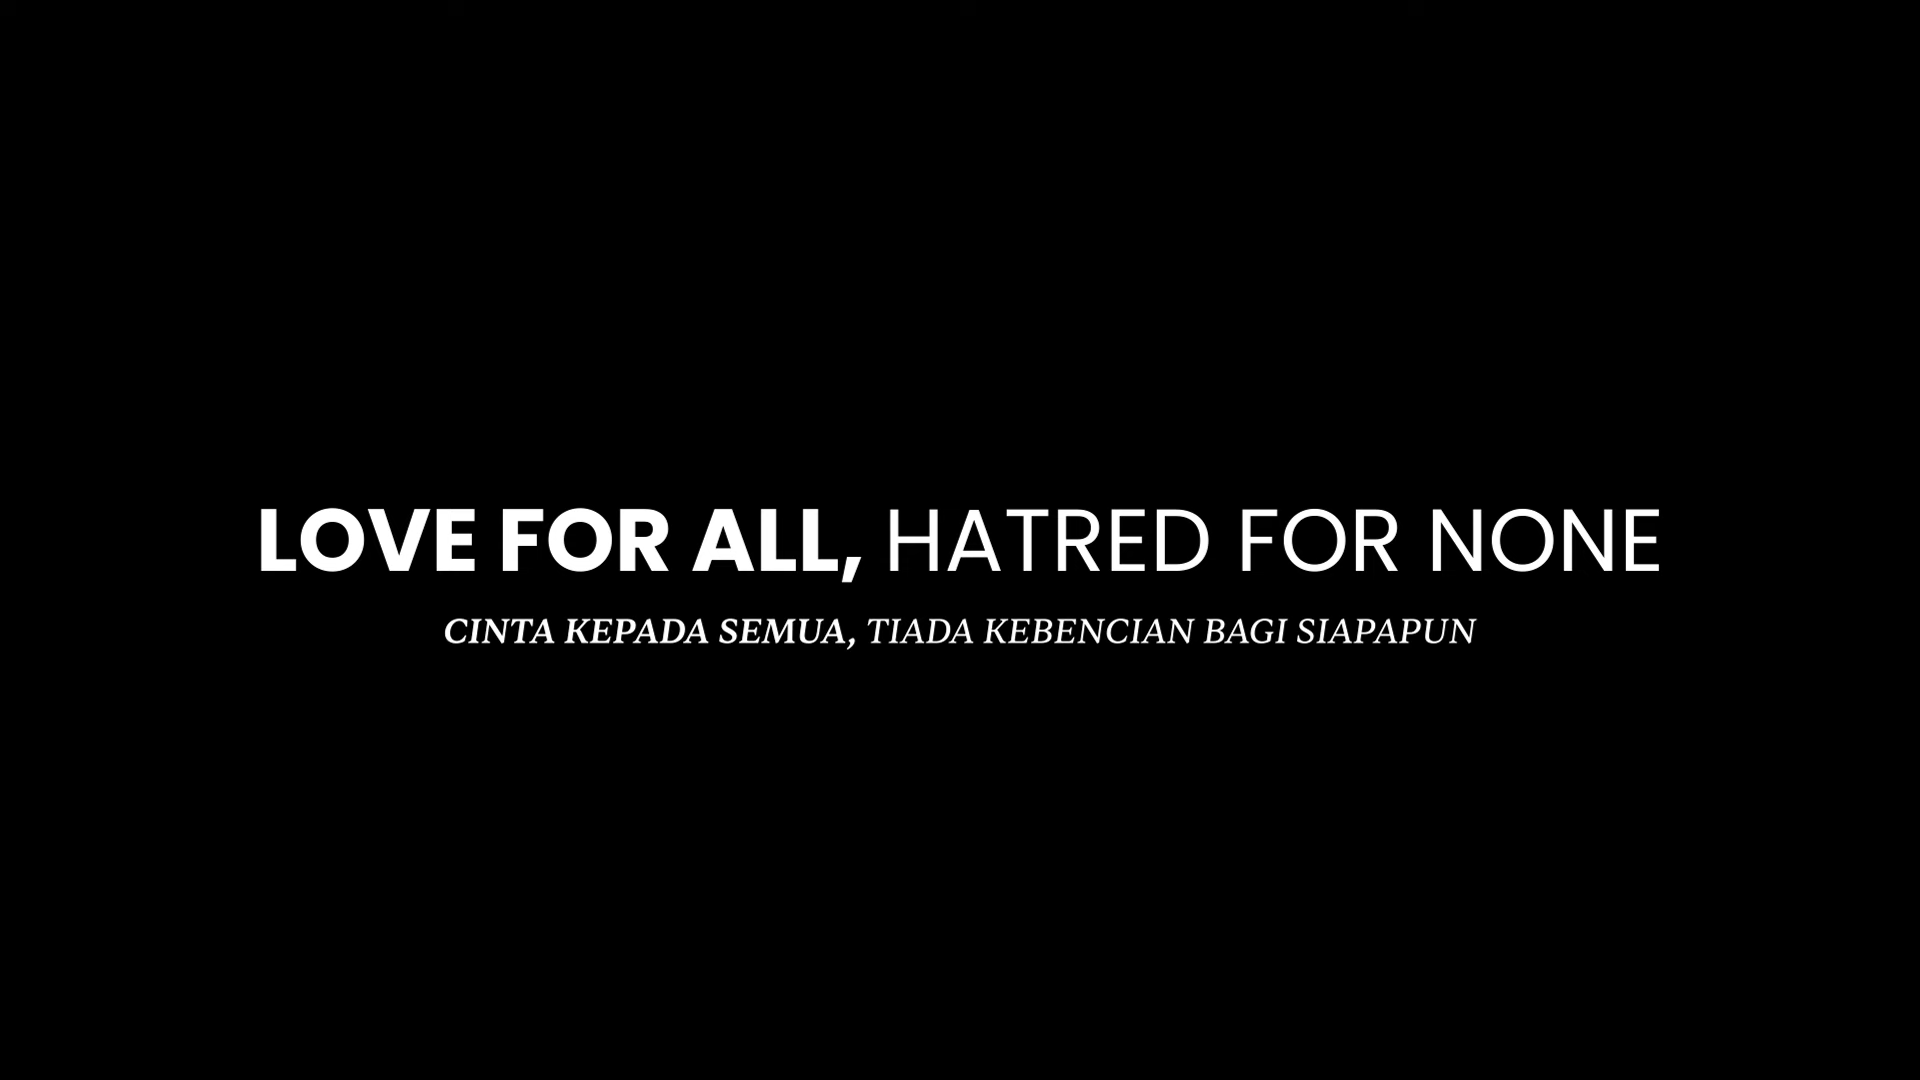 LOVE FOR ALL, HATRED FOR NONE
CINTA KEPADA SEMUA, TIADA KEBENCIAN BAGI SIAPAPUN